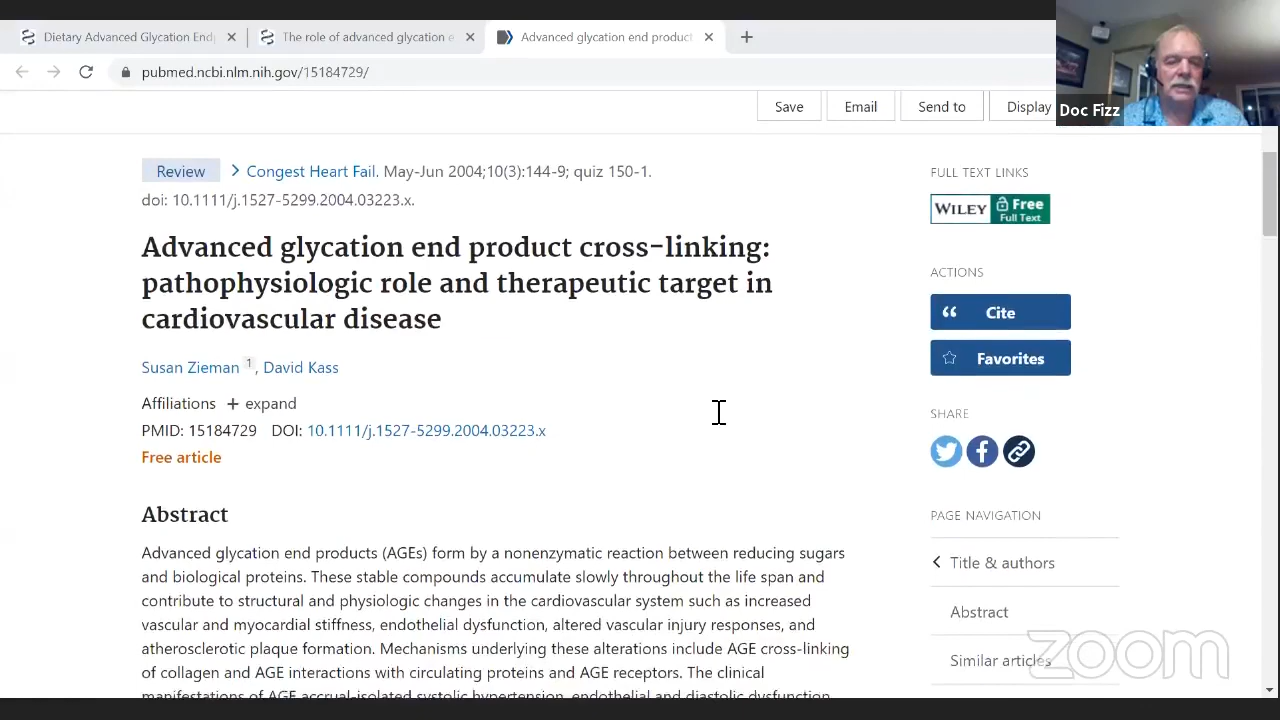 Dietary Advanced Glycation End
The role of advanced glycation e
Advanced glycation end product
pubmed.ncbi.nlm.nih.gov/15184729/
Save
Email
Send to
Display
Doc Fizz
Review
Congest Heart Fail. May-Jun 2004;10(3):144-9; quiz 150-1.
doi: 10.1111/j.1527-5299.2004.03223.x.
Advanced glycation end product cross-linking:
pathophysiologic role and therapeutic target in
cardiovascular disease
Susan Zieman 1, David Kass
Affiliations + expand
PMID: 15184729 DOI: 10.1111/j.1527-5299.2004.03223.x
Free article
Abstract
Advanced glycation end products (AGEs) form by a nonenzymatic reaction between reducing sugars
and biological proteins. These stable compounds accumulate slowly throughout the life span and
contribute to structural and physiologic changes in the cardiovascular system such as increased
vascular and myocardial stiffness, endothelial dysfunction, altered vascular injury responses, and
atherosclerotic plaque formation. Mechanisms underlying these alterations include AGE cross-linking
of collagen and AGE interactions with circulating proteins and AGE receptors. The clinical
manifestations of AGE accrual-isolated systolic hypertension, endothelial and diastolic dysfunction
FULL TEXT LINKS
WILEY Free
Full Text
ACTIONS
Cite
Favorites
SHARE
PAGE NAVIGATION
Title & authors
Abstract
Similar articles
zoom